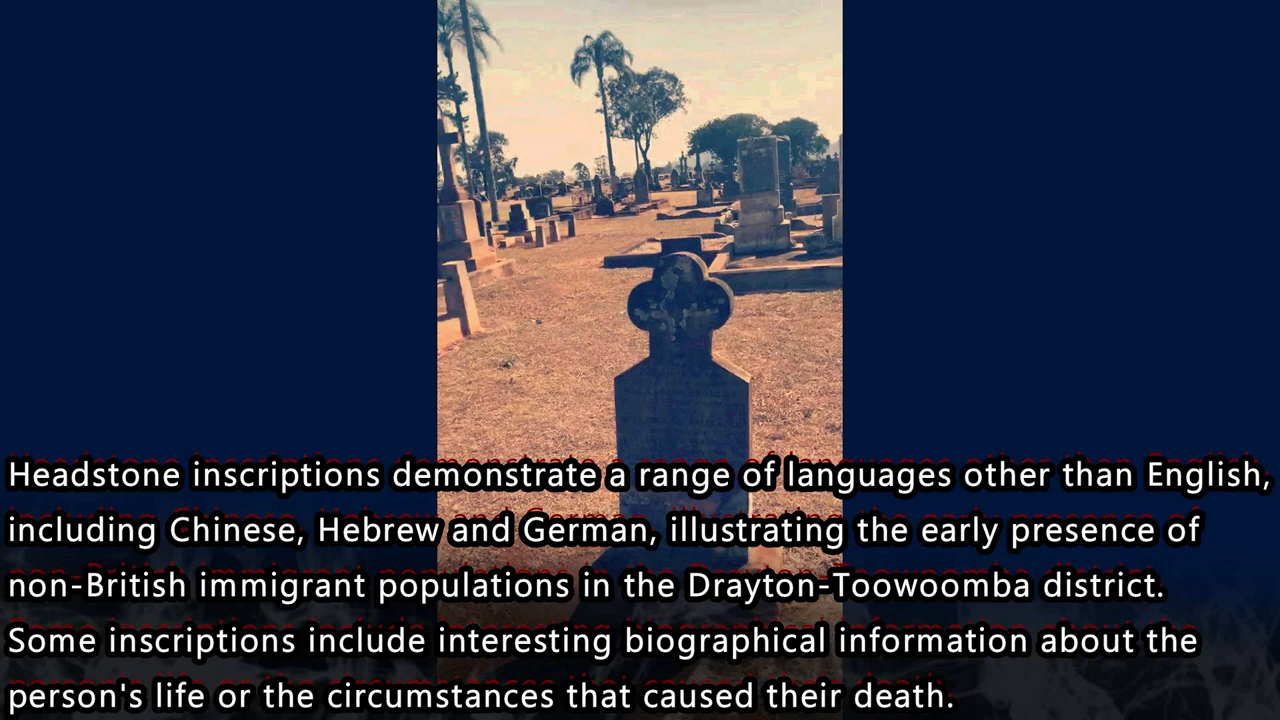 Headstone inscriptions demonstrate a range of languages other than English,
including Chinese, Hebrew and German, illustrating the early presence of
non-British immigrant populations in the Drayton-Toowoomba district.
Some inscriptions include interesting biographical information about the
person's life or the circumstances that caused their death.